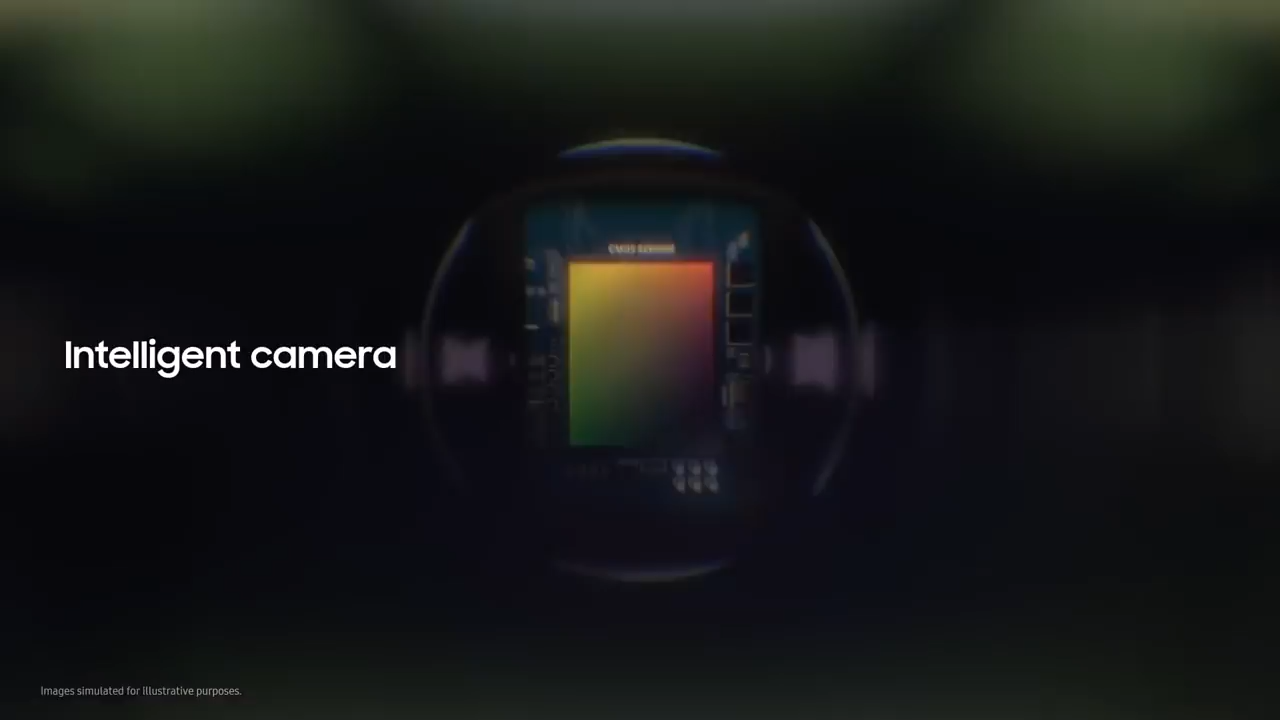 Intelligent camera
Images simulated for illustrative purposes.